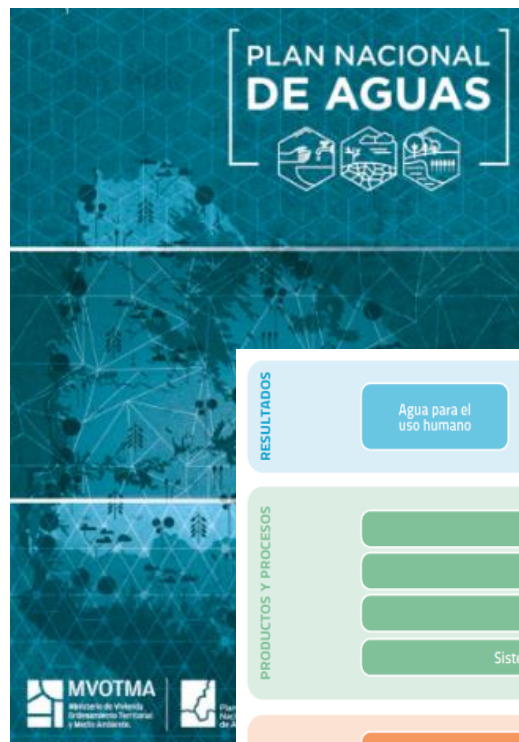 PLAN NACIONAL
DE AGUAS
RESULTADOS
Agua para el
uso humano
PRODUCTOS Y PROCESOS
MVOTMA
Ministerio de Vivienda
Ordenamiento Territorial
y Medio Ambiente.